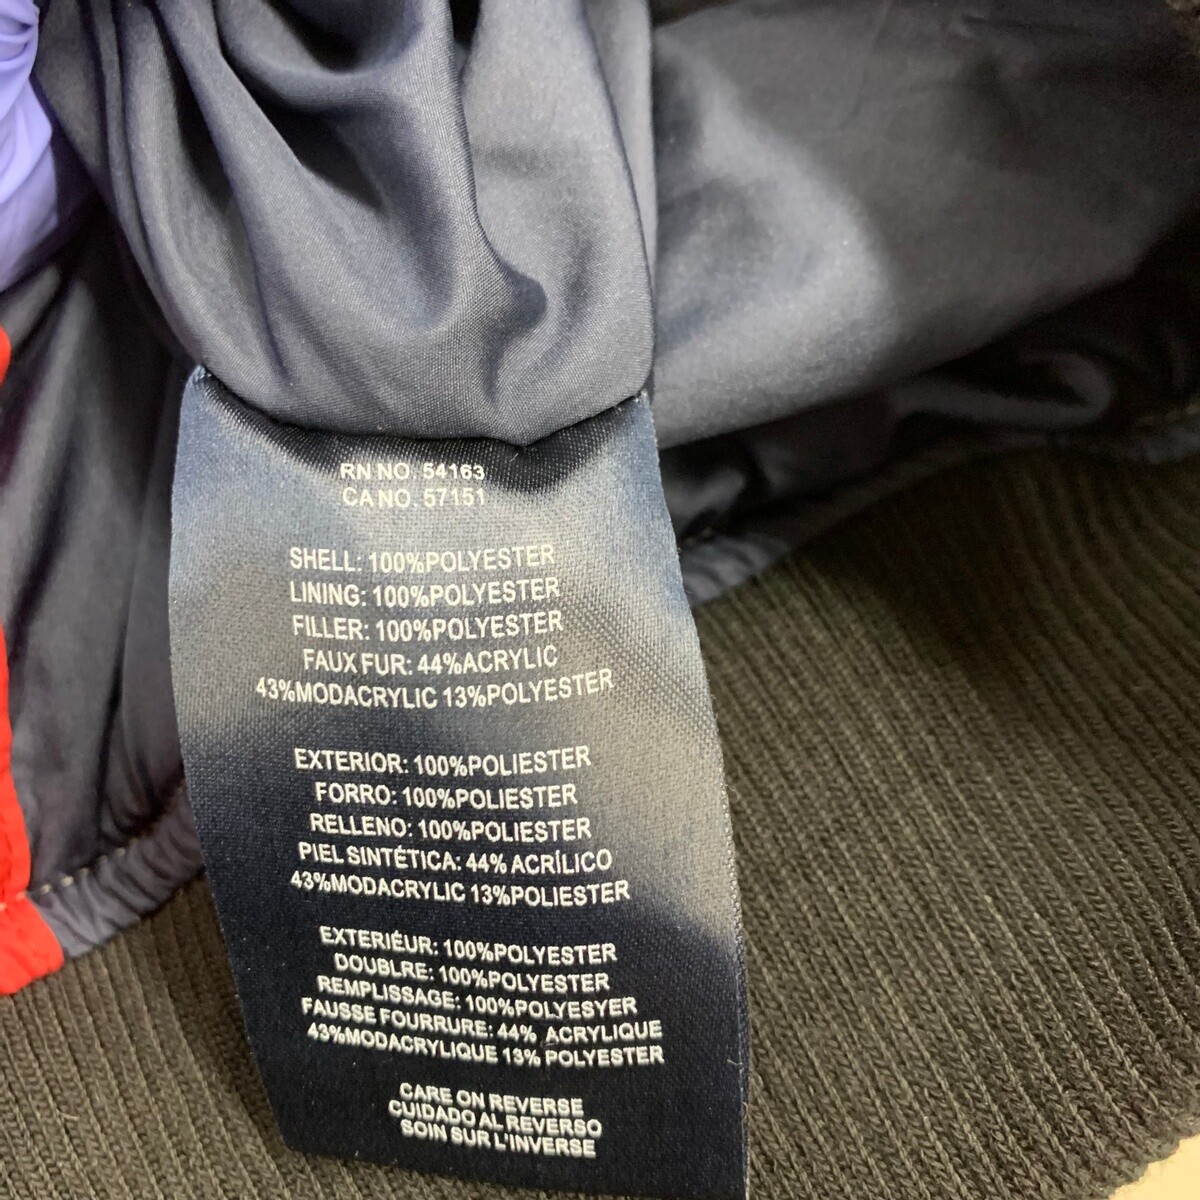 RN NO. 54163
CA NO. 57151
SHELL: 100%POLYESTER
LINING: 100%POLYESTER
FILLER: 100%POLYESTER
FAUX FUR: 44%ACRYLIC
43%MODACRYLIC 13%POLYESTER
EXTERIOR: 100%POLIESTER
FORRO: 100%POLIESTER
RELLENO: 100%POLIESTER
PIEL SINTÉTICA: 44% ACRÍLICO
43%MODACRYLIC 13%POLIESTER
EXTERIÉUR: 100%POLYESTER
DOUBLRE: 100%POLYESTER
REMPLISSAGE: 100%POLYESYER
FAUSSE FOURRURE: 44% ACRYLIQUE
43%MODACRYLIQUE 13% POLYESTER
CARE ON REVERSE
CUIDADO AL REVERSO
SOIN SUR L'INVERSE